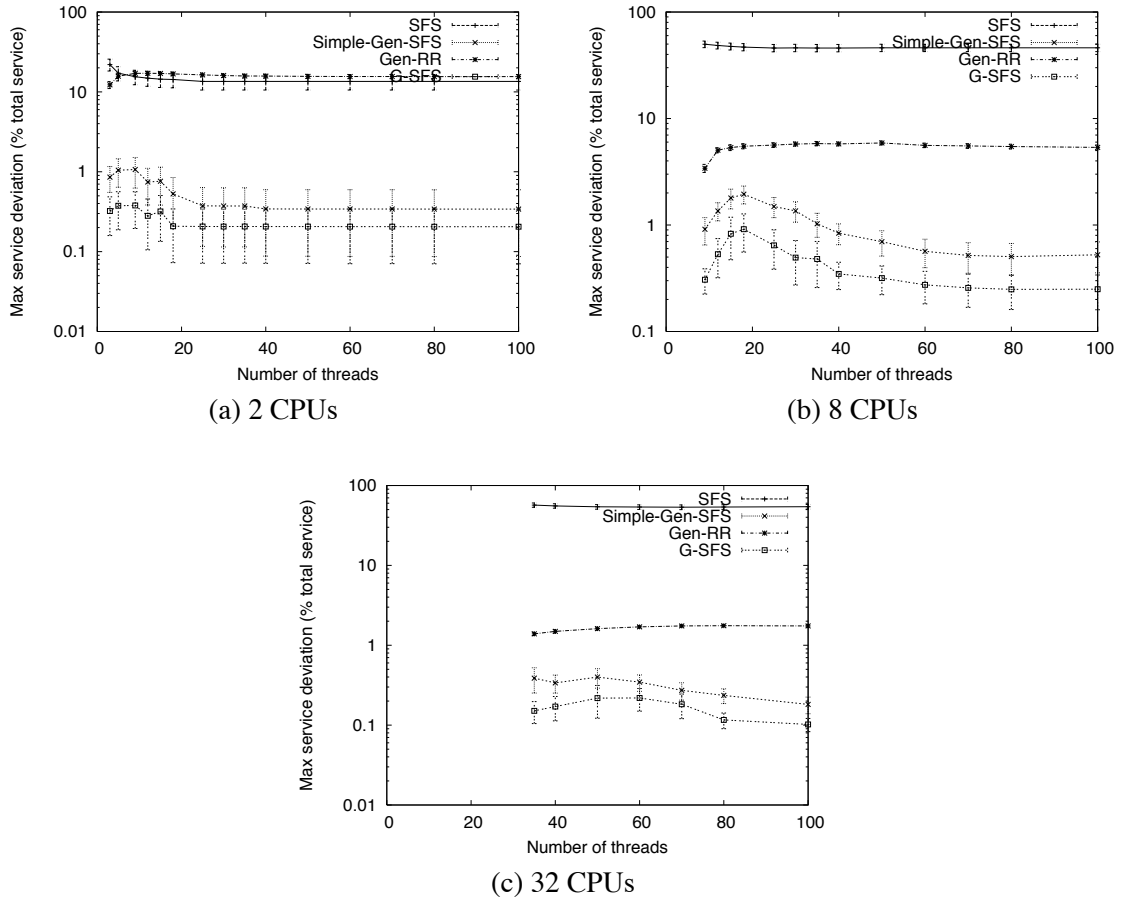 Max service deviation (% total service)
100
10
1
0.1
0.01
SFS
Simple-Gen-SFS
Gen-RR
G-SFS
0 20 40 60 80 100
Number of threads
(a) 2 CPUs
Max service deviation (% total service)
100
10
1
0.1
SFS
Simple-Gen-SFS
Gen-RR
G-SFS
0 20 40 60 80 100
Number of threads
(b) 8 CPUs
Max service deviation (% total service)
100
10
1
0.1
0.01
SFS
Simple-Gen-SFS
Gen-RR
G-SFS
0 20 40 60 80 100
Number of threads
(c) 32 CPUs